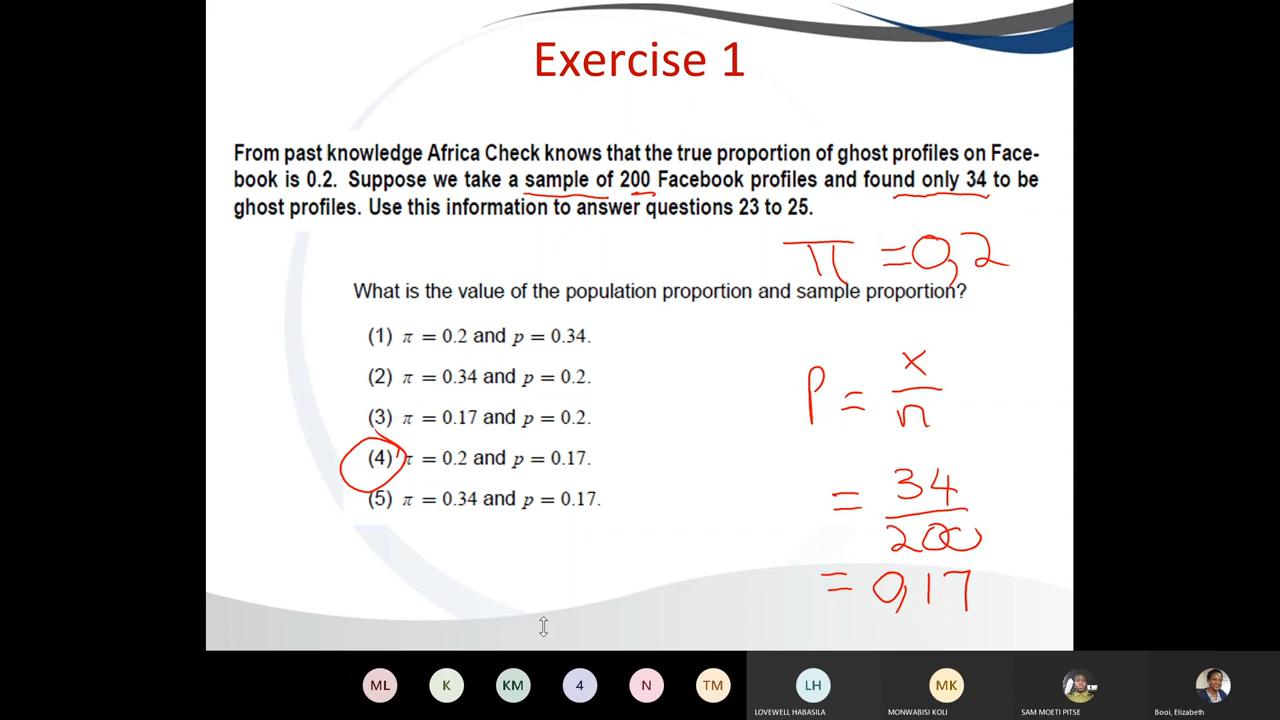 Exercise 1
From past knowledge Africa Check knows that the true proportion of ghost profiles on Face-
book is 0.2. Suppose we take a sample of 200 Facebook profiles and found only 34 to be
ghost profiles. Use this information to answer questions 23 to 25.
π = 0,2
What is the value of the population proportion and sample proportion?
(1) π = 0.2 and p = 0.34.
(2) π = 0.34 and p = 0.2.
(3) π = 0.17 and p = 0.2.
(4) π = 0.2 and p = 0.17.
(5) π = 0.34 and p = 0.17.
P = x
n
= 34
200
= 0,17
ML K KM 4 N TM LH MK
LOVEWELL HABASILA MONWABISI KOLI SAM MOETI PITSE Booi, Elizabeth